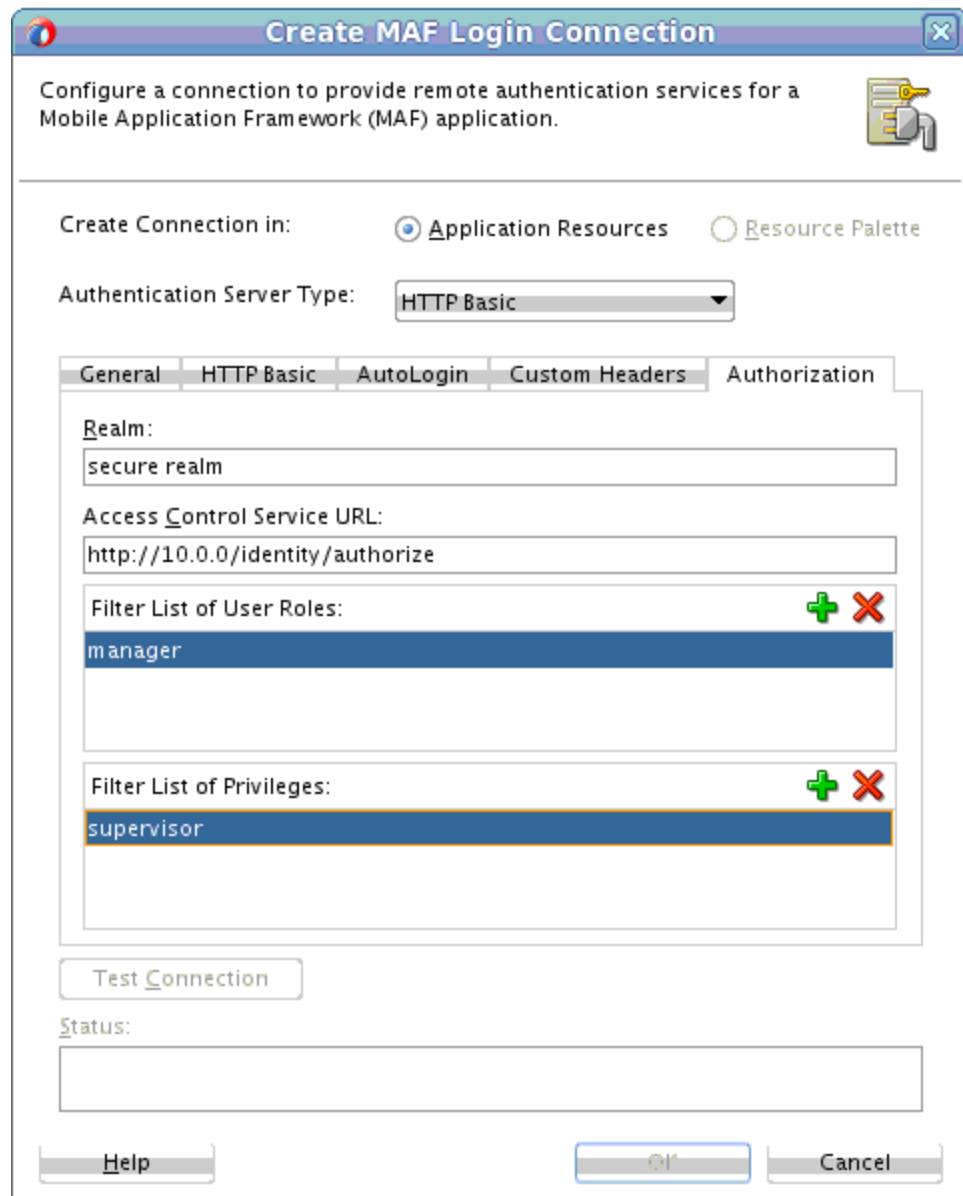 Create MAF Login Connection
Configure a connection to provide remote authentication services for a
Mobile Application Framework (MAF) application.
Create Connection in: Application Resources Resource Palette
Authentication Server Type: HTTP Basic
General HTTP Basic AutoLogin Custom Headers Authorization
Realm:
secure realm
Access Control Service URL:
http://10.0.0/identity/authorize
Filter List of User Roles:
manager
Filter List of Privileges:
supervisor
Test Connection
Status:
Help OK Cancel